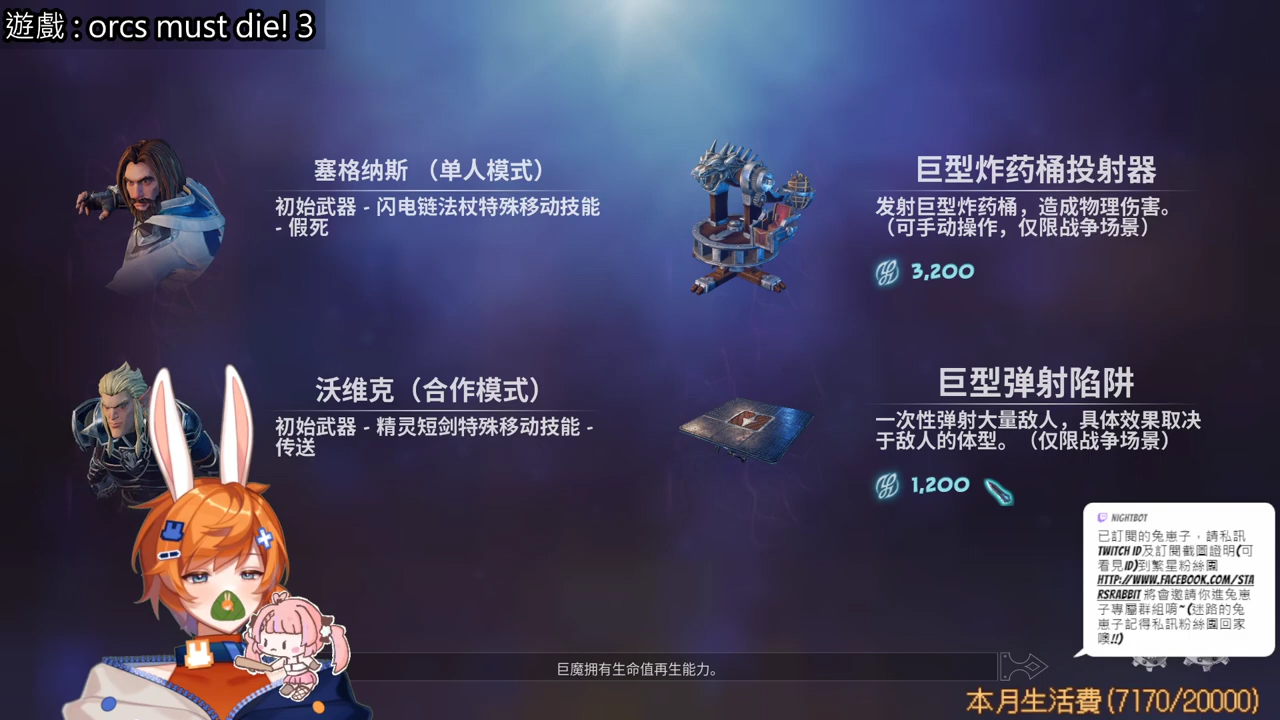 遊戲 : orcs must die! 3
塞格纳斯 （单人模式）
初始武器 - 闪电链法杖特殊移动技能
- 假死
巨型炸药桶投射器
发射巨型炸药桶，造成物理伤害。
（可手动操作，仅限战争场景）
3,200
沃维克（合作模式）
初始武器 - 精灵短剑特殊移动技能 -
传送
巨型弹射陷阱
一次性弹射大量敌人，具体效果取决
于敌人的体型。（仅限战争场景）
1,200
NIGHTBOT
已訂閱的兔崽子，請私訊
TWITCH ID及訂閱截圖證明(可
看見ID)到繁星粉絲團
HTTP://WWW.FACEBOOK.COM/STA
RSRABBIT 將會邀請你進兔崽
子專屬群組唷~(迷路的兔
崽子記得私訊粉絲團回家
噢!!)
巨魔拥有生命值再生能力。
本月生活費(7170/20000)